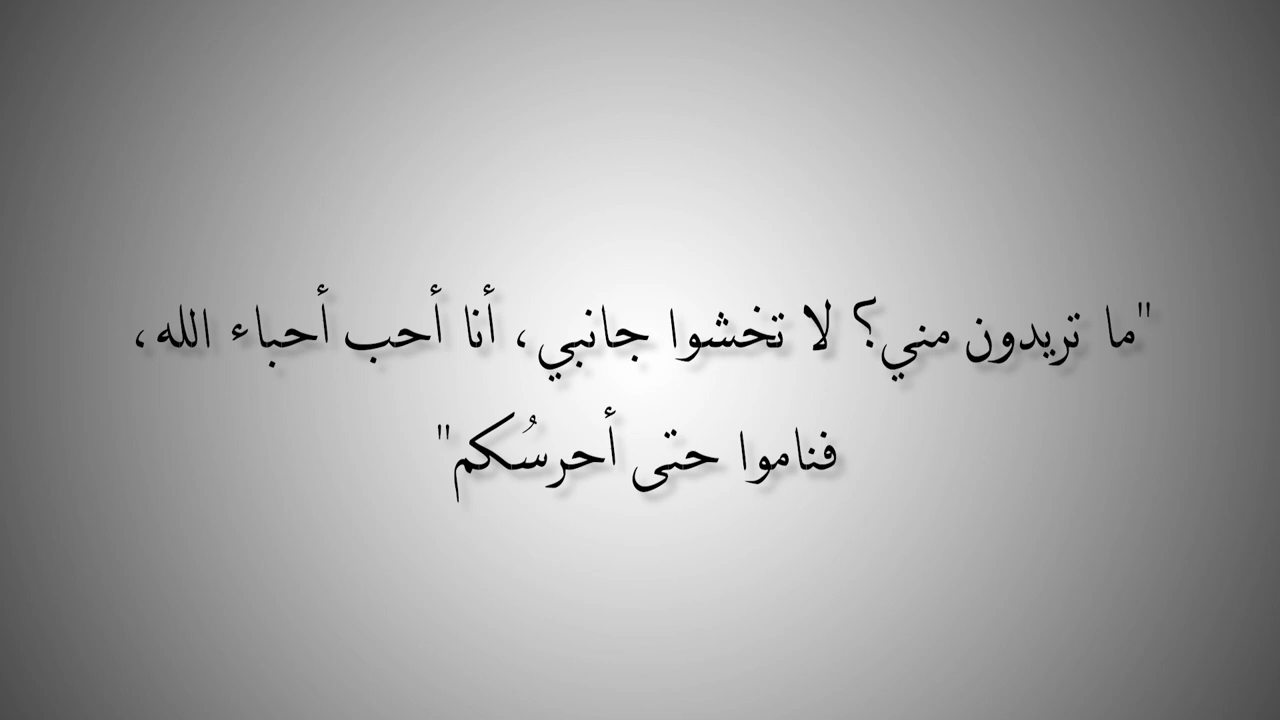 "ما تريدون مني؟ لا تخشوا جانبي، أنا أحب أحباء الله،
فناموا حتى أحرسُكم"